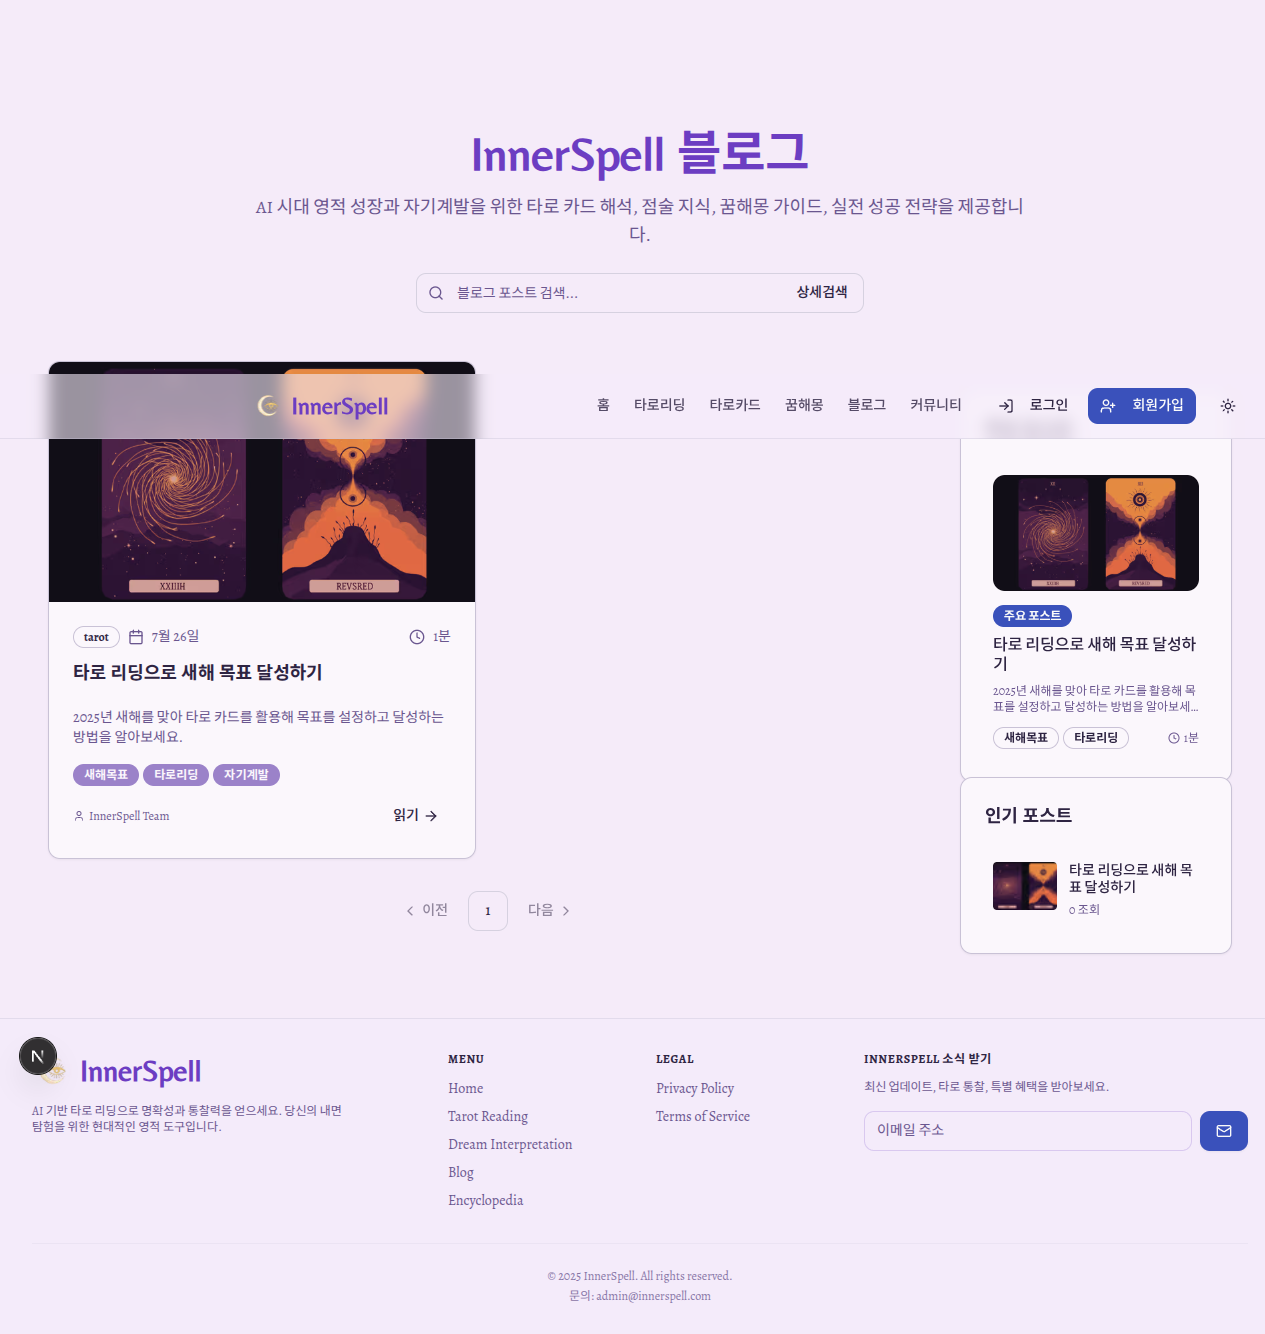 InnerSpell 블로그
AI 시대 영적 성장과 자기계발을 위한 타로 카드 해석, 점술 지식, 꿈해몽 가이드, 실전 성공 전략을 제공합니
다.
블로그 포스트 검색...
상세검색
InnerSpell
홈
타로리딩
타로카드
꿈해몽
블로그
커뮤니티
로그인
회원가입
XXIIIH
REVSRED
tarot
7월 26일
1분
타로 리딩으로 새해 목표 달성하기
2025년 새해를 맞아 타로 카드를 활용해 목표를 설정하고 달성하는
방법을 알아보세요.
새해목표
타로리딩
자기계발
InnerSpell Team
읽기
이전
1
다음
주요 포스트
타로 리딩으로 새해 목표 달성하
기
2025년 새해를 맞아 타로 카드를 활용해 목
표를 설정하고 달성하는 방법을 알아보세...
새해목표
타로리딩
1분
인기 포스트
타로 리딩으로 새해 목
표 달성하기
0 조회
N
InnerSpell
AI 기반 타로 리딩으로 명확성과 통찰력을 얻으세요. 당신의 내면
탐험을 위한 현대적인 영적 도구입니다.
MENU
Home
Tarot Reading
Dream Interpretation
Blog
Encyclopedia
LEGAL
Privacy Policy
Terms of Service
INNERSPELL 소식 받기
최신 업데이트, 타로 통찰, 특별 혜택을 받아보세요.
이메일 주소
© 2025 InnerSpell. All rights reserved.
문의: admin@innerspell.com